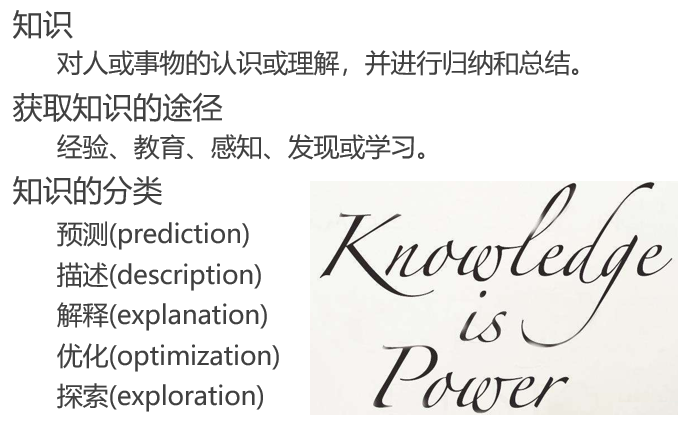 知识
对人或事物的认识或理解，并进行归纳和总结。
获取知识的途径
经验、教育、感知、发现或学习。
知识的分类
预测(prediction)
描述(description)
解释(explanation)
优化(optimization)
探索(exploration)
Knowledge
is
Power